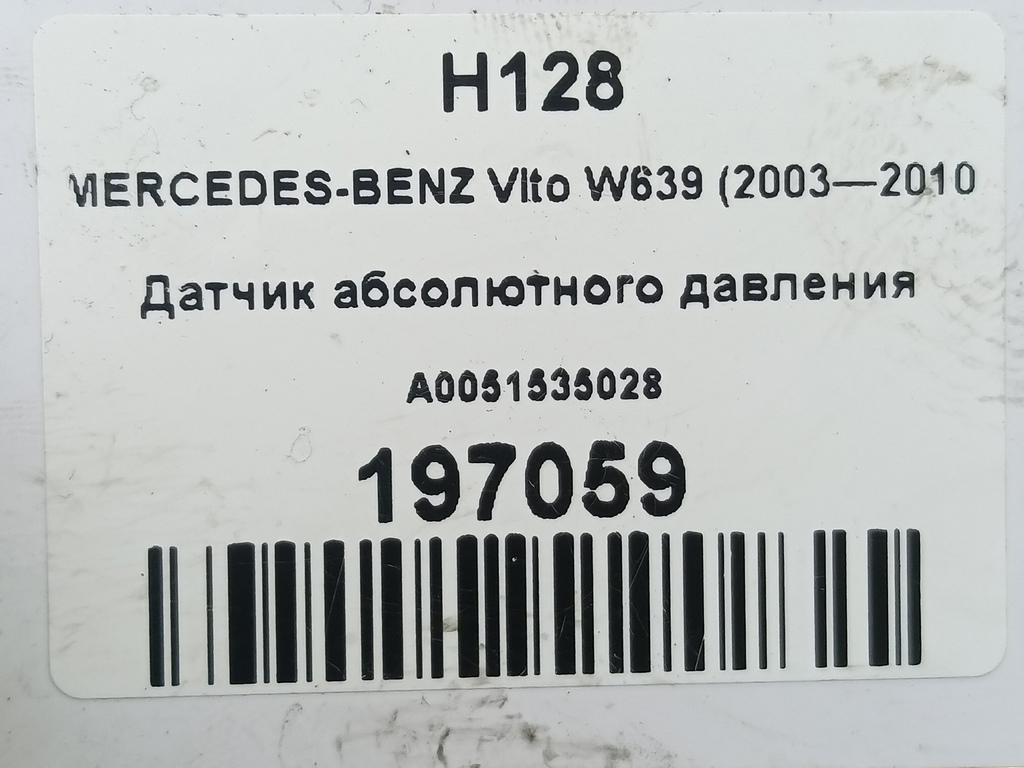 H128
MERCEDES-BENZ Vito W639 (2003—2010
Датчик абсолютного давления
A0051535028
197059